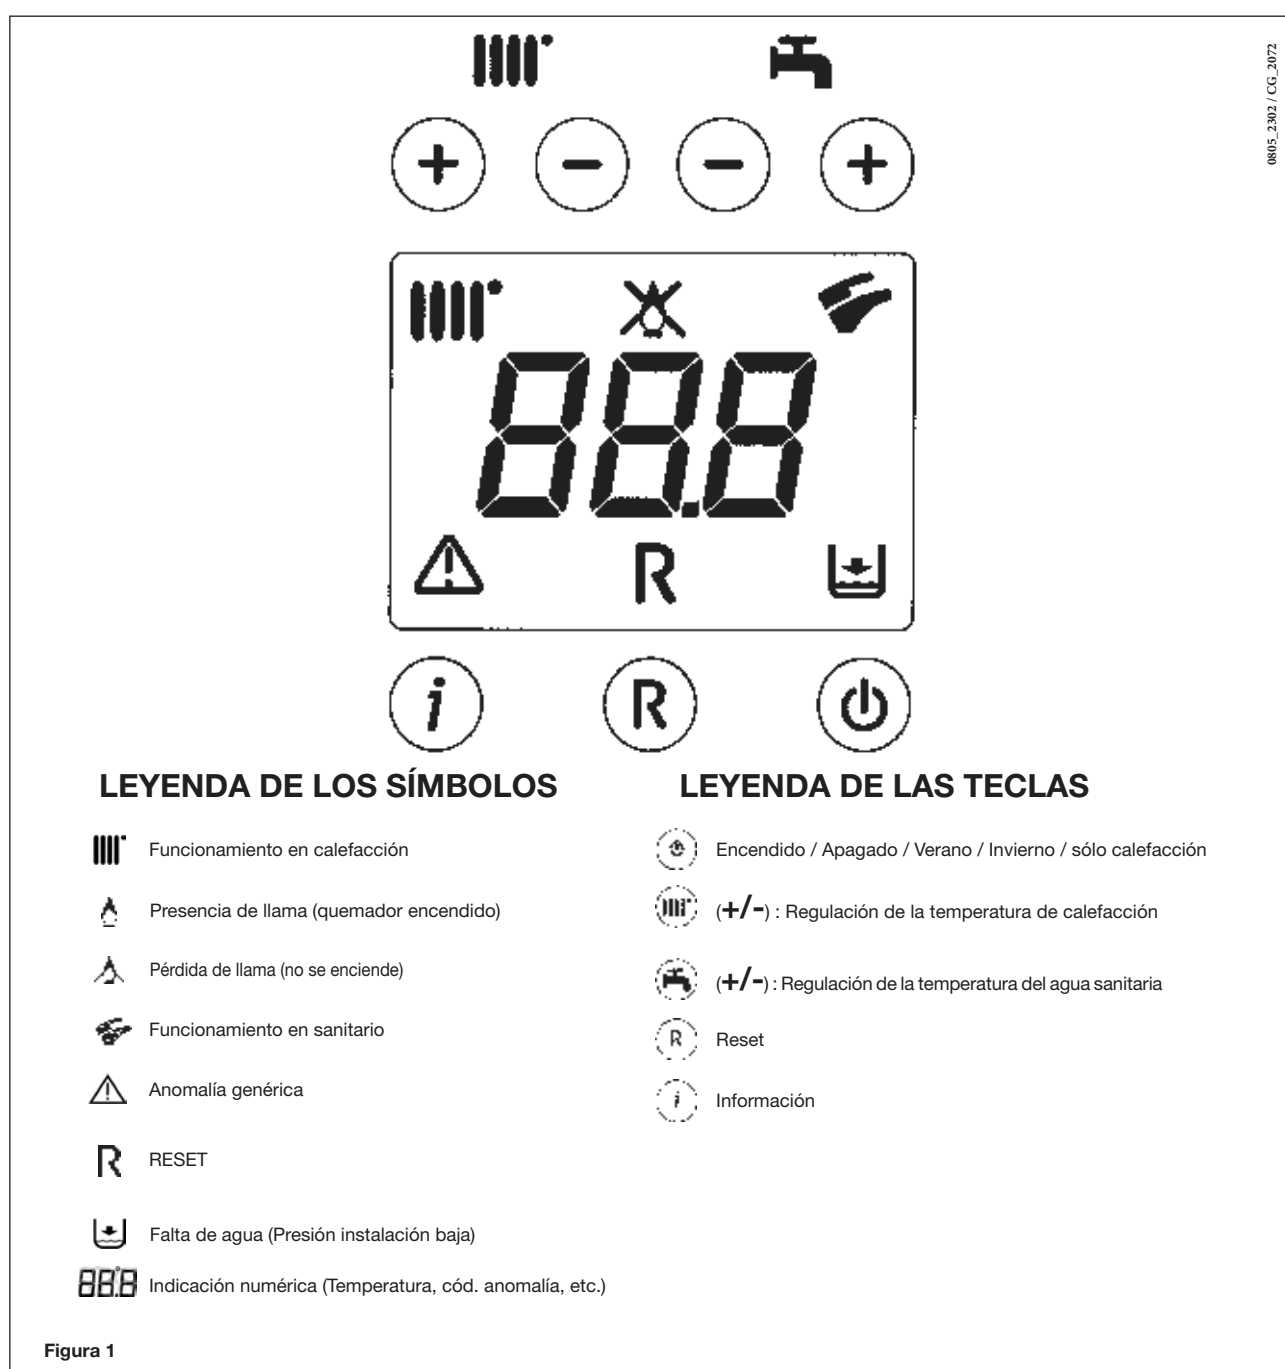 0805_2302 / CG_2072
+ - - +
88.8
R
i R
LEYENDA DE LOS SÍMBOLOS
Funcionamiento en calefacción
Presencia de llama (quemador encendido)
Pérdida de llama (no se enciende)
Funcionamiento en sanitario
Anomalía genérica
R RESET
Falta de agua (Presión instalación baja)
88.8 Indicación numérica (Temperatura, cód. anomalía, etc.)
LEYENDA DE LAS TECLAS
Encendido / Apagado / Verano / Invierno / sólo calefacción
(+/-) : Regulación de la temperatura de calefacción
(+/-) : Regulación de la temperatura del agua sanitaria
R Reset
i Información
Figura 1